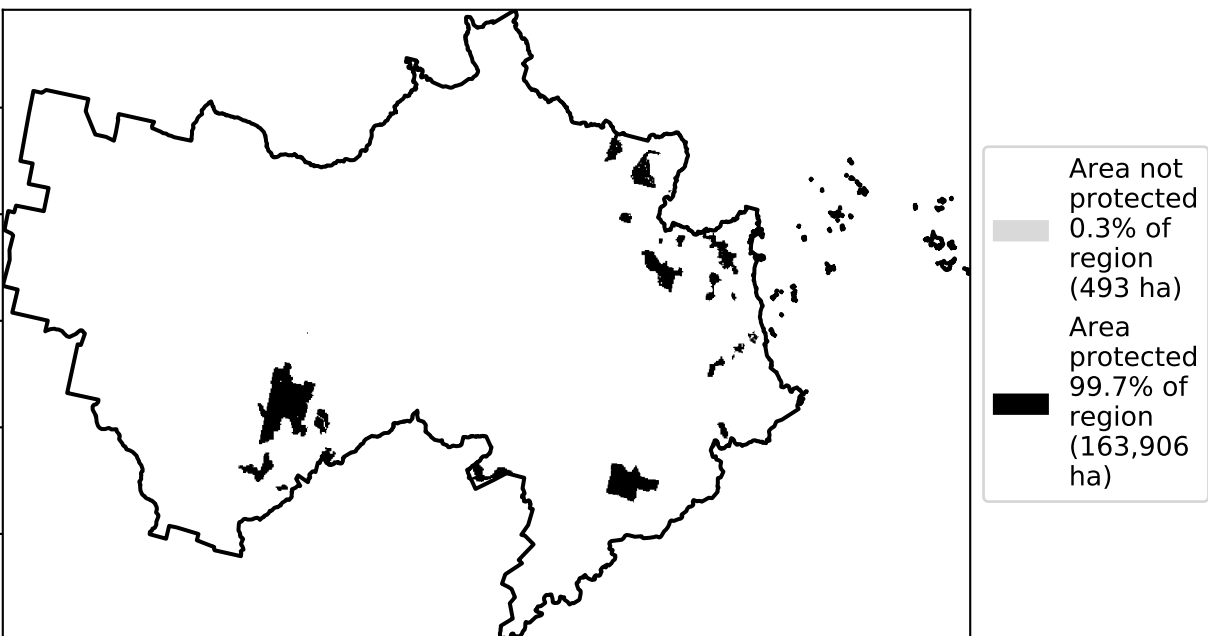 Area not
protected
0.3% of
region
(493 ha)
Area
protected
99.7% of
region
(163,906
ha)